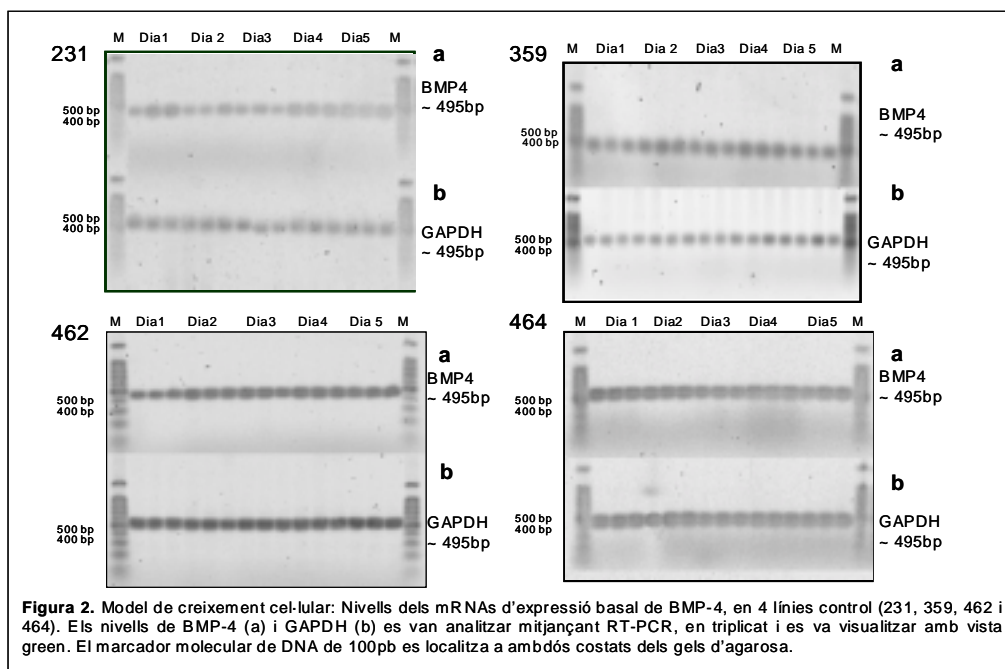 231
M Dia1 Dia 2 Dia3 Dia4 Dia5 M
a
BMP4
~ 495bp
500 bp
400 bp
b
GAPDH
~ 495bp
500 bp
400 bp
359
M Dia1 Dia 2 Dia3 Dia4 Dia 5 M
a
BMP4
~ 495bp
500 bp
400 bp
b
GAPDH
~ 495bp
500 bp
400 bp
462
M Dia1 Dia2 Dia3 Dia4 Dia 5 M
a
BMP4
~ 495bp
500 bp
400 bp
b
GAPDH
~ 495bp
500 bp
400 bp
464
M Dia 1 Dia2 Dia3 Dia4 Dia5 M
a
BMP4
~ 495bp
500 bp
400 bp
b
GAPDH
~ 495bp
500 bp
400 bp
Figura 2. Model de creixement cel·lular: Nivells dels mRNAs d'expressió basal de BMP-4, en 4 línies control (231, 359, 462 i
464). Els nivells de BMP-4 (a) i GAPDH (b) es van analitzar mitjançant RT-PCR, en triplicat i es va visualitzar amb vista
green. El marcador molecular de DNA de 100pb es localitza a ambdós costats dels gels d'agarosa.